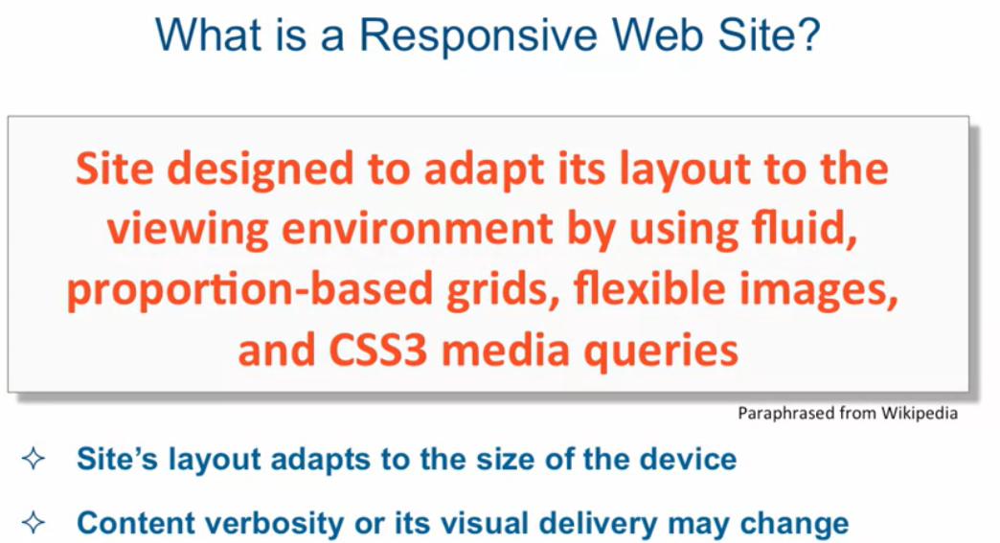 What is a Responsive Web Site?
Site designed to adapt its layout to the
viewing environment by using fluid,
proportion-based grids, flexible images,
and CSS3 media queries
Paraphrased from Wikipedia
✧ Site’s layout adapts to the size of the device
✧ Content verbosity or its visual delivery may change